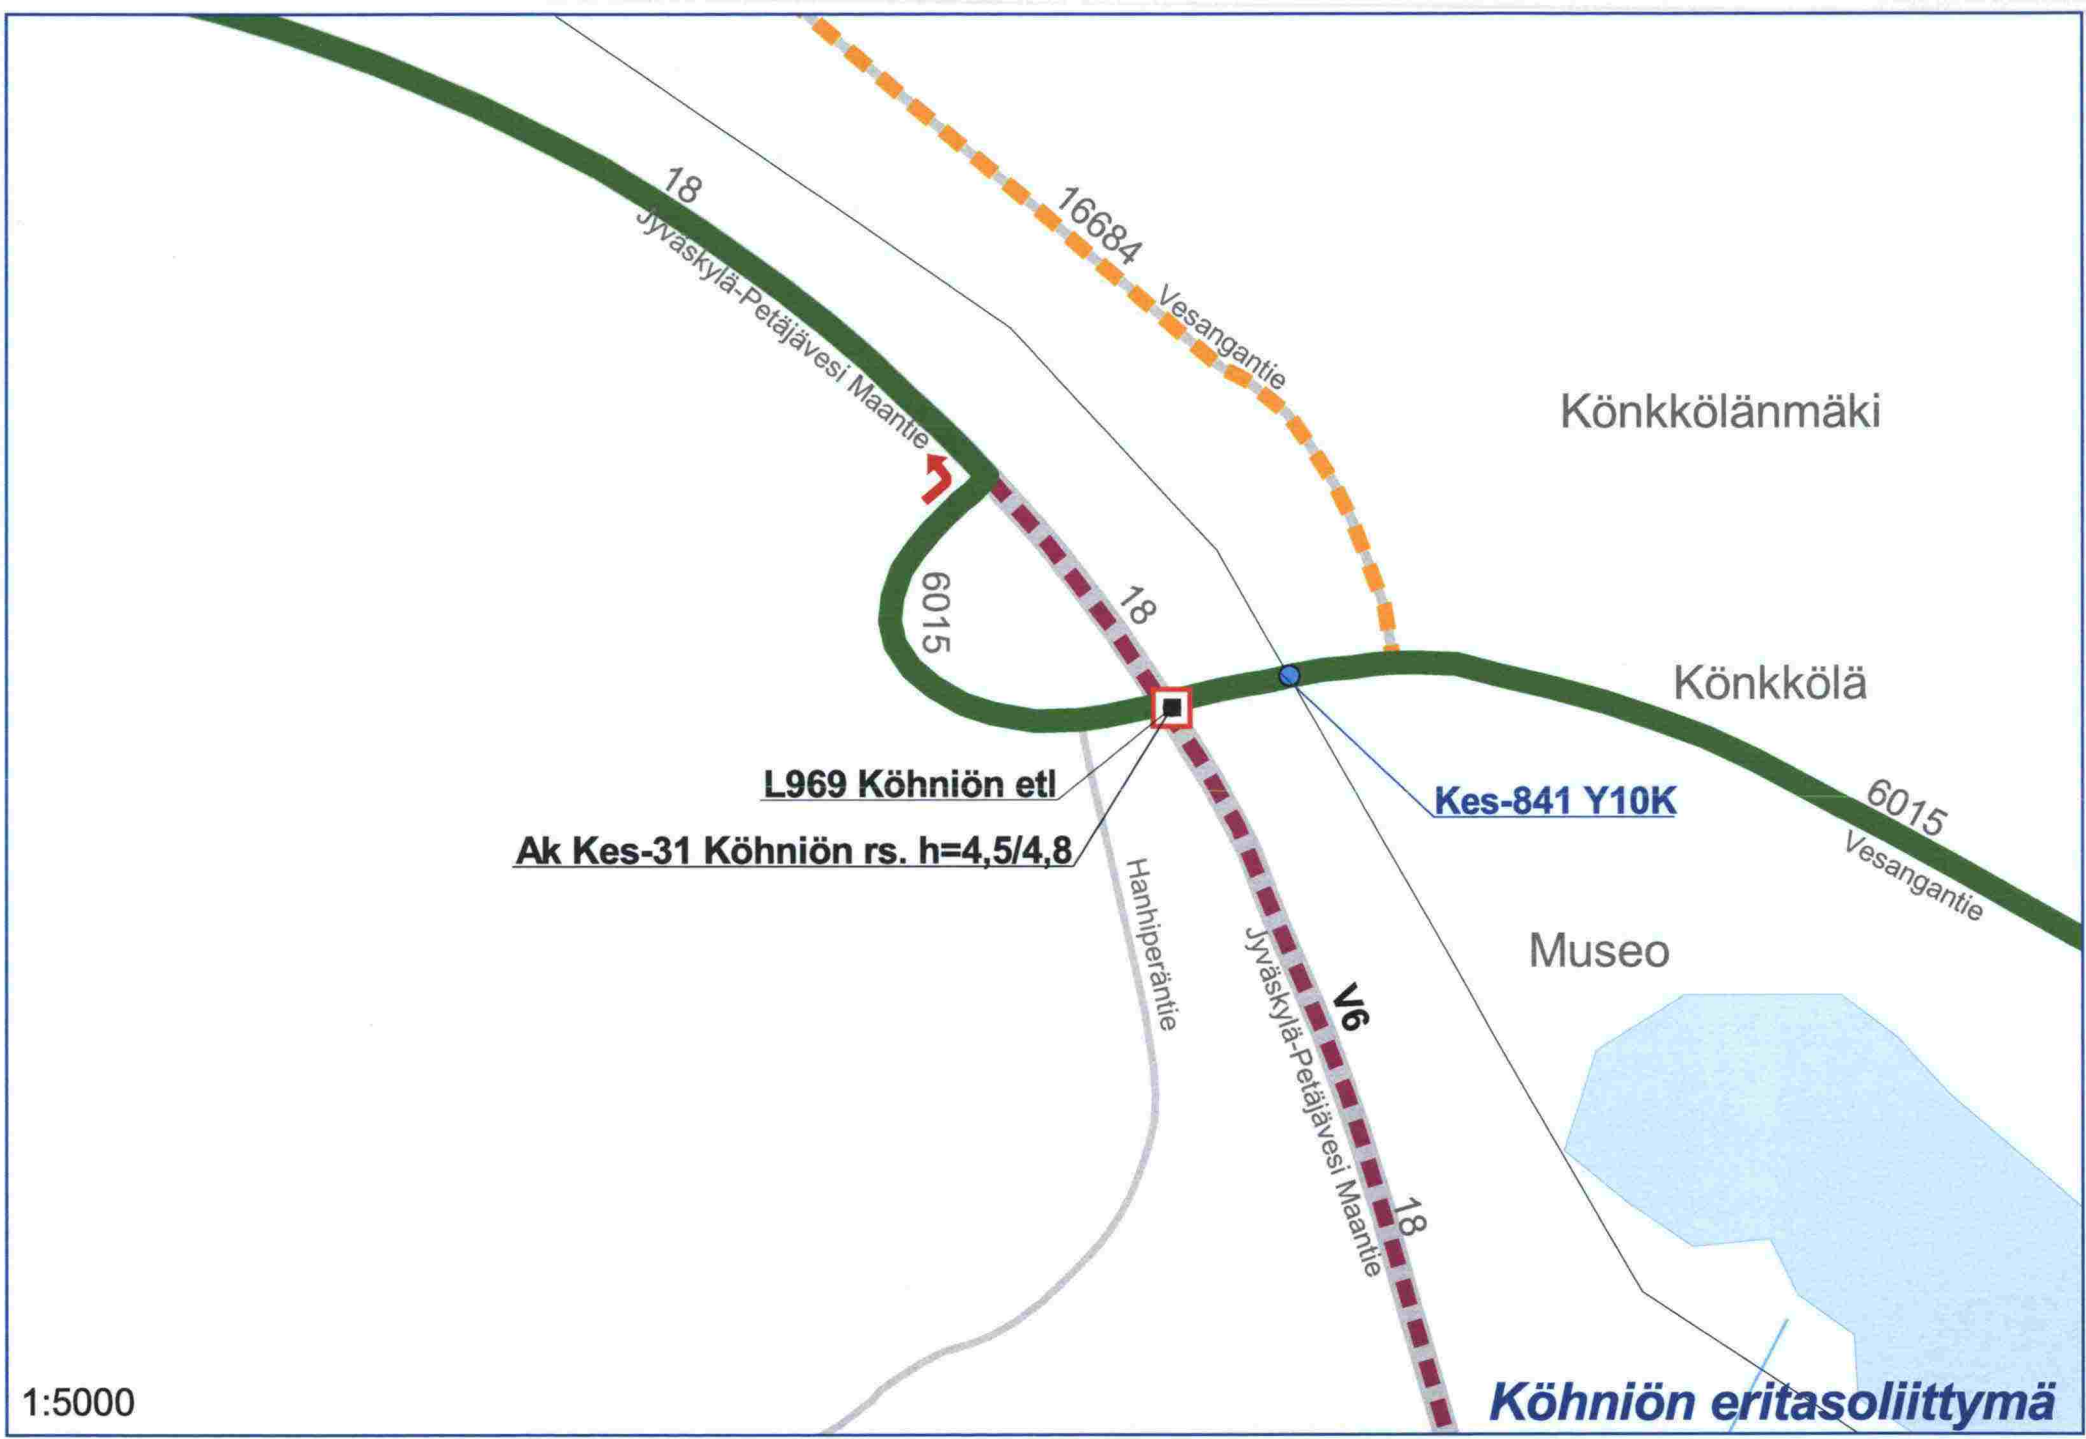 18
Jyväskylä-Petäjävesi Maantie
16684
Vesangantie
Könkkölänmäki
6015
18
Könkkölä
L969 Köhniön etl
Ak Kes-31 Köhniön rs. h=4,5/4,8
Kes-841 Y10K
6015
Vesangantie
Hanhiperäntie
Museo
V6
Jyväskylä-Petäjävesi Maantie
18
1:5000
Köhniön eritasoliittymä